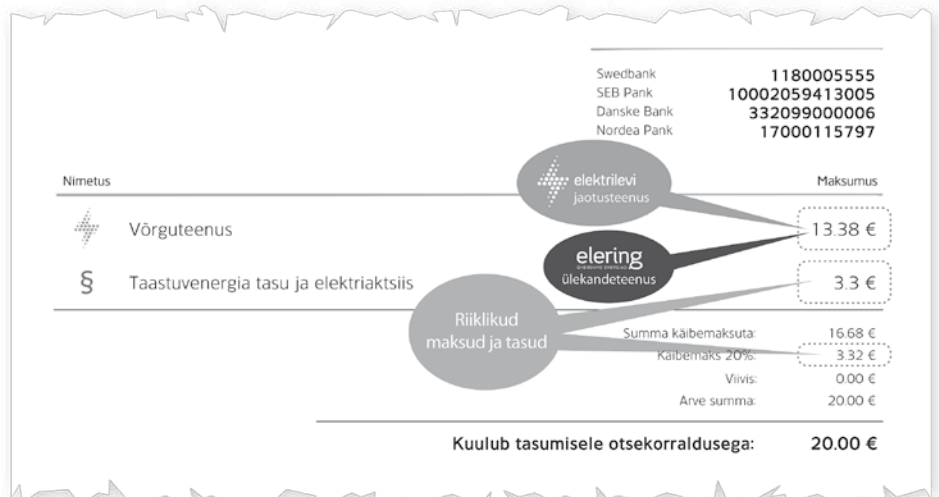 Swedbank 1180005555
SEB Pank 10002059413005
Danske Bank 332099000006
Nordea Pank 17000115797
elektrilevi
jaotusteenus
Nimetus Maksumus
Võrguteenus 13.38 €
elering
ülekandeteenus
§ Taastuvenergia tasu ja elektriaktsiis 3.3 €
Riiklikud
maksud ja tasud
Summa käibemaksuta: 16.68 €
Käibemaks 20%: 3.32 €
Viivis: 0.00 €
Arve summa: 20.00 €
Kuulub tasumisele otsekorraldusega: 20.00 €